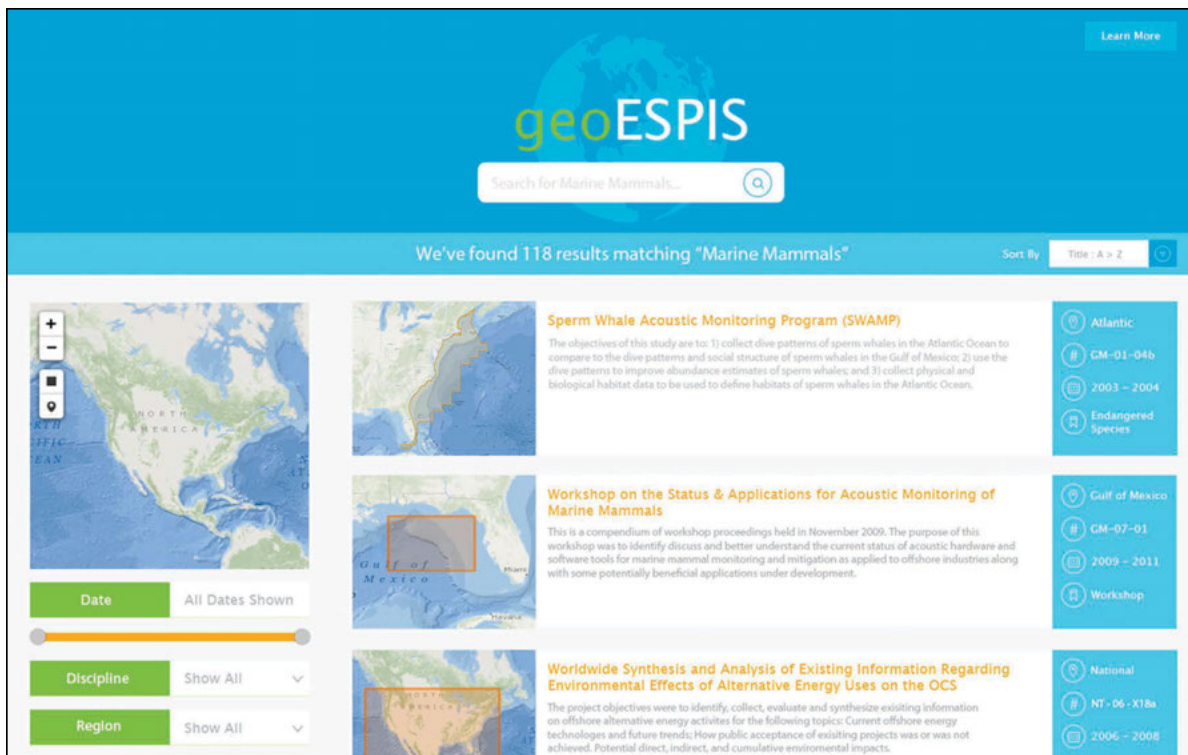 Learn More
geoESPIS
Search for Marine Mammals...
We've found 118 results matching "Marine Mammals"
Sort By
Title : A > Z
+
−
NORTH
AMERICA
Date
All Dates Shown
Discipline
Show All
Region
Show All
Sperm Whale Acoustic Monitoring Program (SWAMP)
The objectives of this study are to: 1) collect dive patterns of sperm whales in the Atlantic Ocean to
compare to the dive patterns and social structure of sperm whales in the Gulf of Mexico; 2) use the
dive patterns to improve abundance estimates of sperm whales; and 3) collect physical and
biological habitat data to be used to define habitats of sperm whales in the Atlantic Ocean.
Atlantic
# GM-01-04b
2003 – 2004
Endangered
Species
Gulf of
Mexico
Miami
Havana
Workshop on the Status & Applications for Acoustic Monitoring of
Marine Mammals
This is a compendium of workshop proceedings held in November 2009. The purpose of this
workshop was to identify discuss and better understand the current status of acoustic hardware and
software tools for marine mammal monitoring and mitigation as applied to offshore industries along
with some potentially beneficial applications under development.
Gulf of Mexico
# GM-07-01
2009 – 2011
Workshop
NORTH
AMERICA
Worldwide Synthesis and Analysis of Existing Information Regarding
Environmental Effects of Alternative Energy Uses on the OCS
The project objectives were to identify, collect, evaluate and synthesize exisiting information
on offshore alternative energy activites for the following topics: Current offshore energy
technologes and future trends; How public acceptance of exisiting projects was or was not
achieved. Potential direct, indirect, and cumulative enviromental impacts.
National
# NT - 06 - X18a
2006 – 2008